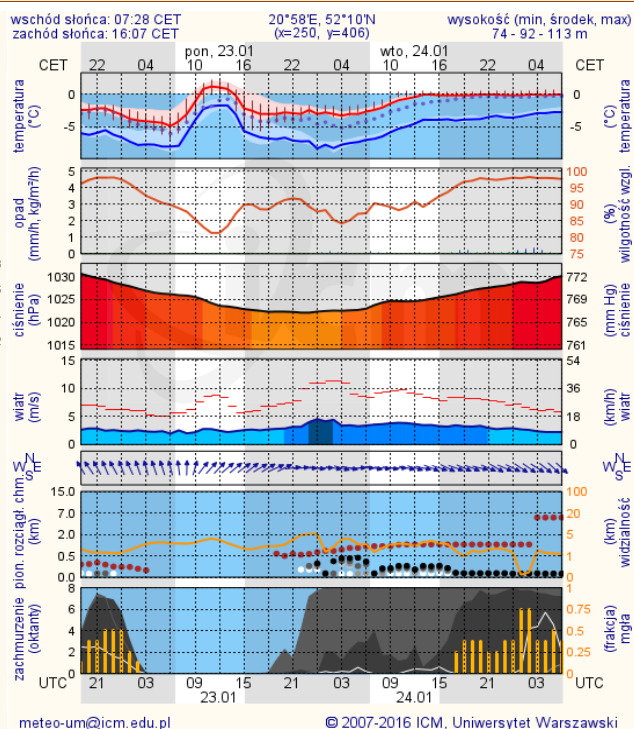 wschód słońca: 07:28 CET
20°58'E, 52°10'N
wysokość (min, środek, max)
zachód słońca: 16:07 CET
(x=250, y=406)
74 - 92 - 113 m
pon, 23.01
wto, 24.01
CET 22 04 10 16 22 04 10 16 22 04 CET
temperatura (°C)
0
-5
0
-5
(°C) temperatura
opad (mm/h, kg/m²/h)
5
4
3
2
1
0
100
95
90
85
80
75
(%) wilgotność wzgl.
ciśnienie (hPa)
1030
1025
1020
1015
772
769
765
761
(mm Hg) ciśnienie
wiatr (m/s)
15
10
5
0
54
36
18
0
(km/h) wiatr
N
W E
S
N
W E
S
pion. rozciągł. chm. (km)
15.0
7.0
2.0
0.5
0.0
100
20
5
1
0
(km) widzialność
zachmurzenie (oktanty)
8
6
4
2
0
1
0.75
0.5
0.25
0
(frakcja) mgła
UTC 21 03 09 15 21 03 09 15 21 03 UTC
23.01
24.01
meteo-um@icm.edu.pl
© 2007-2016 ICM, Uniwersytet Warszawski